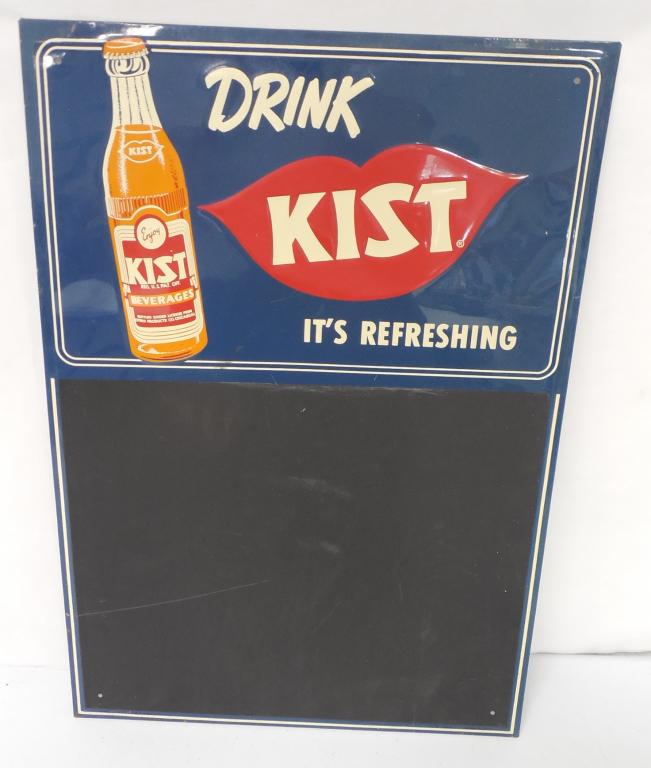 DRINK
KIST®
IT'S REFRESHING
KIST
Enjoy
KIST
REG. U.S. PAT. OFF.
BEVERAGES